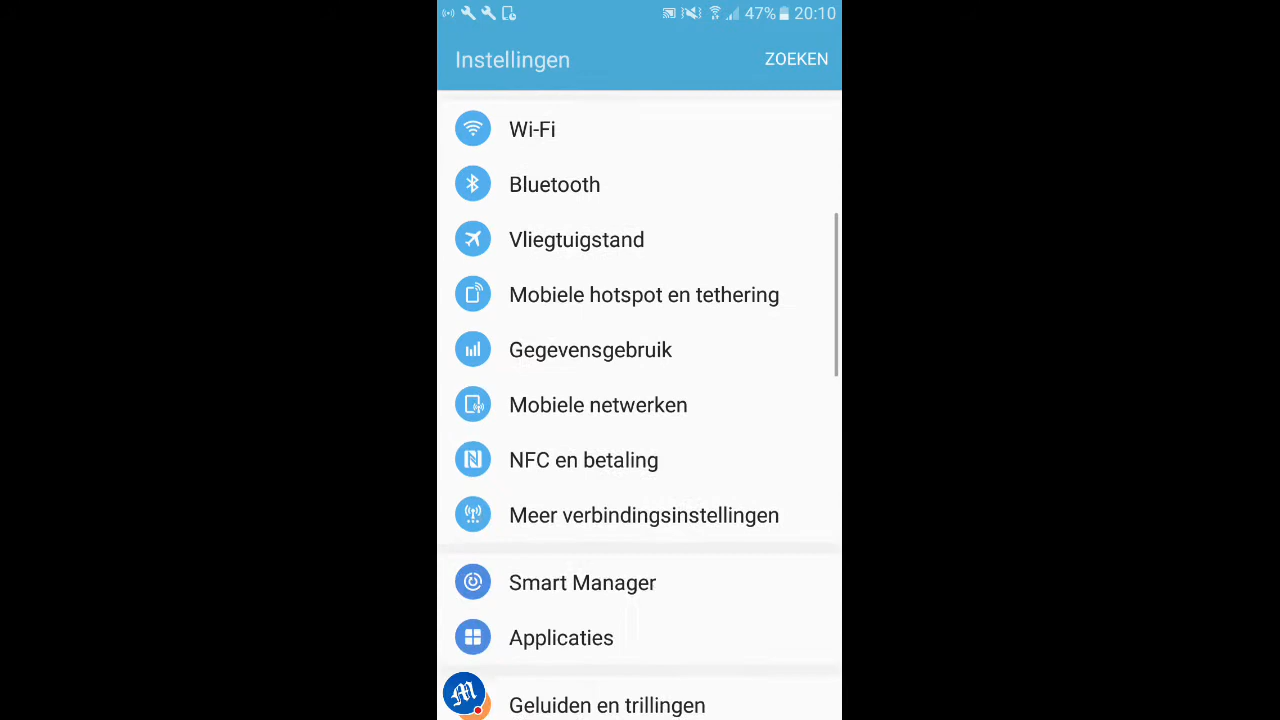 47% 20:10
Instellingen ZOEKEN
Wi-Fi
Bluetooth
Vliegtuigstand
Mobiele hotspot en tethering
Gegevensgebruik
Mobiele netwerken
NFC en betaling
Meer verbindingsinstellingen
Smart Manager
Applicaties
M
Geluiden en trillingen